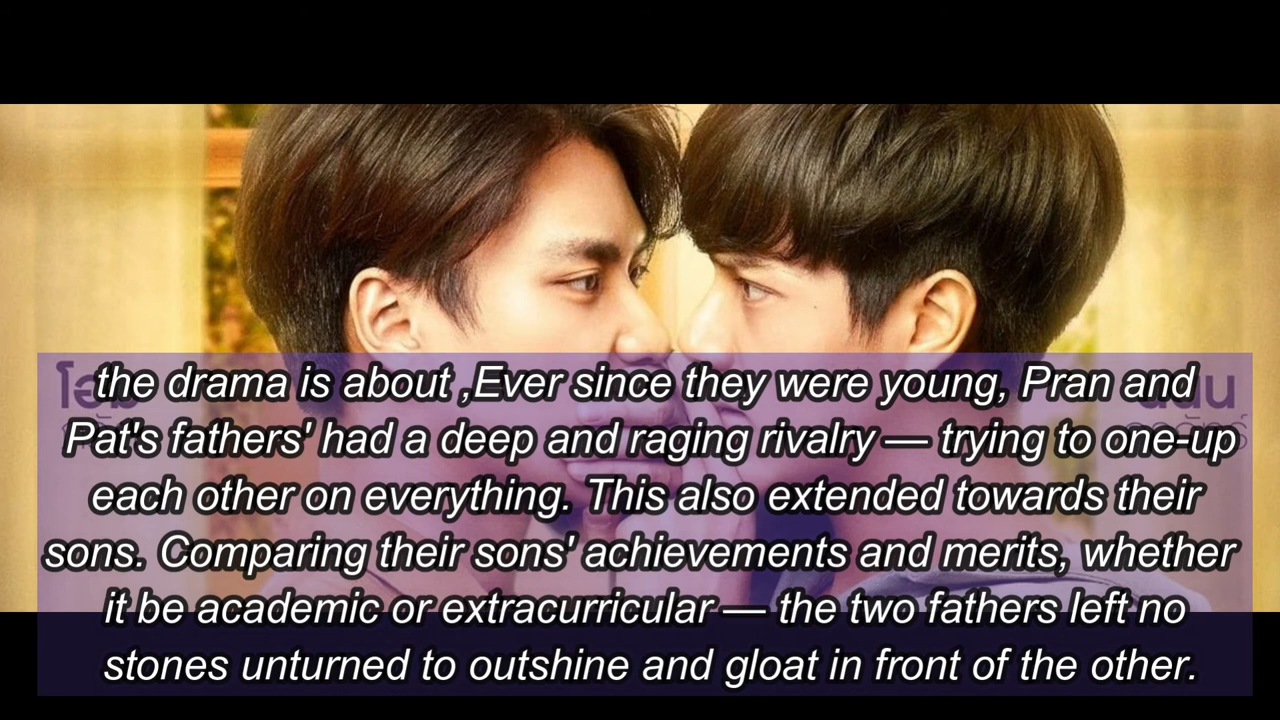 the drama is about ,Ever since they were young, Pran and
Pat's fathers' had a deep and raging rivalry — trying to one-up
each other on everything. This also extended towards their
sons. Comparing their sons' achievements and merits, whether
it be academic or extracurricular — the two fathers left no
stones unturned to outshine and gloat in front of the other.